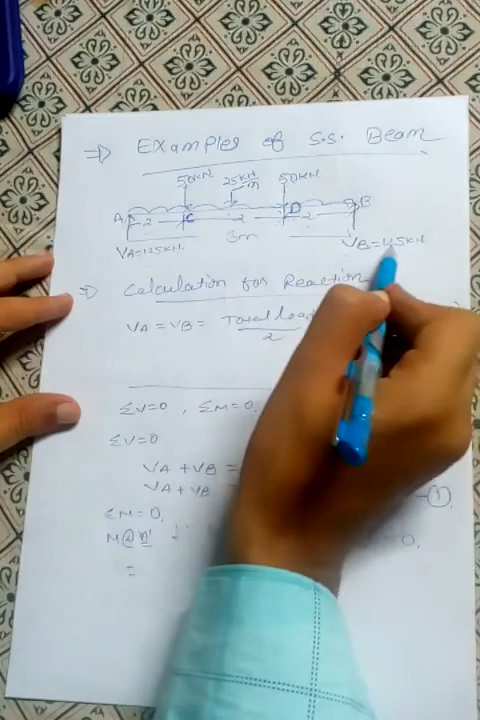 ⇒ Examples of S.S. Beam
50KN 25KN/m 50KN
A C D B
2 2 2
VA=125KN. 6m VB=125KN
⇒ Calculation for Reaction
VA = VB = Total load
2
ΣV=0 , ΣM=0.
ΣV=0
VA + VB =
VA + VB ①
ΣM=0.
M@ = 0.
=